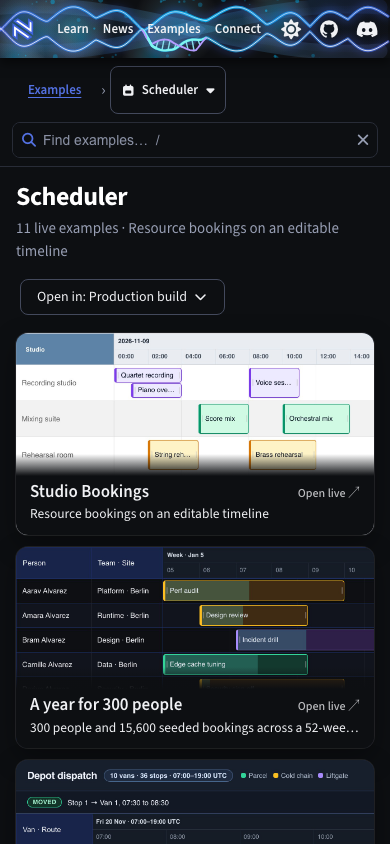 Learn News Examples Connect
Examples › Scheduler
Find examples… /
Scheduler
11 live examples · Resource bookings on an editable
timeline
Open in: Production build
Studio
2026-11-09
00:00 02:00 04:00 06:00 08:00 10:00 12:00 14:00
Recording studio
Quartet recording
Piano ove…
Voice ses…
Mixing suite
Score mix
Orchestral mix
Rehearsal room
String reh…
Brass rehearsal
Studio Bookings
Open live
Resource bookings on an editable timeline
Person
Team · Site
Week · Jan 5
05 06 07 08 09 10
Aarav Alvarez Platform · Berlin Perf audit
Amara Alvarez Runtime · Berlin Design review
Bram Alvarez Design · Berlin Incident drill
Camille Alvarez Data · Berlin Edge cache tuning
A year for 300 people
Open live
300 people and 15,600 seeded bookings across a 52-wee…
Depot dispatch 10 vans · 36 stops · 07:00–19:00 UTC Parcel Cold chain Liftgate
MOVED Stop 1 → Van 1, 07:30 to 08:30
Van · Route
Fri 20 Nov · 07:00–19:00 UTC
07:00 08:00 09:00 10:00